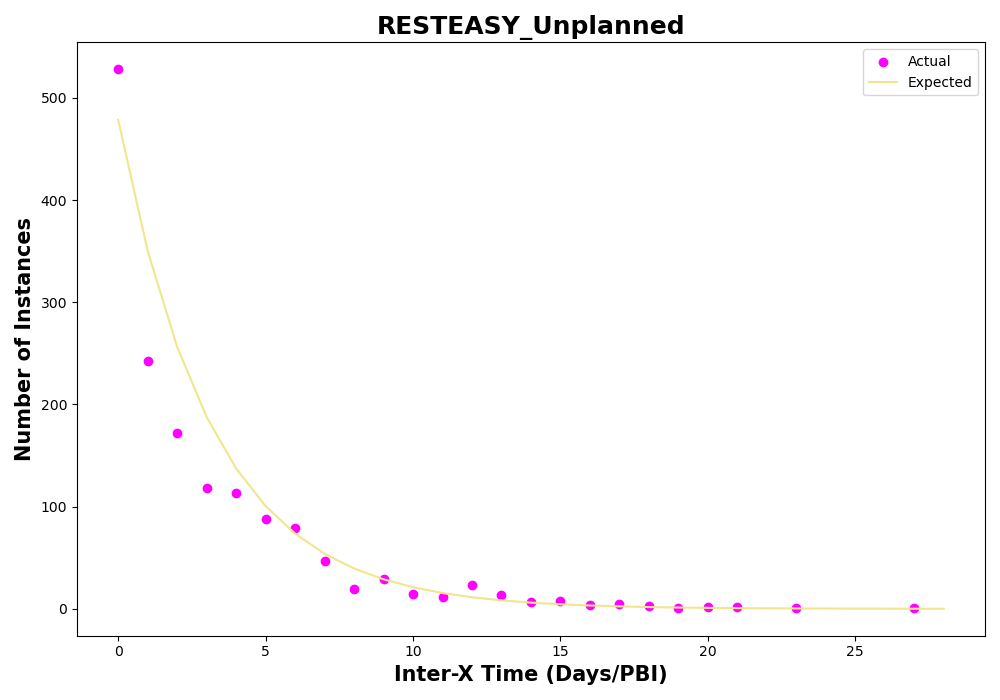 RESTEASY_Unplanned
Actual
Expected
Number of Instances
500
400
300
200
100
0
0 5 10 15 20 25
Inter-X Time (Days/PBI)